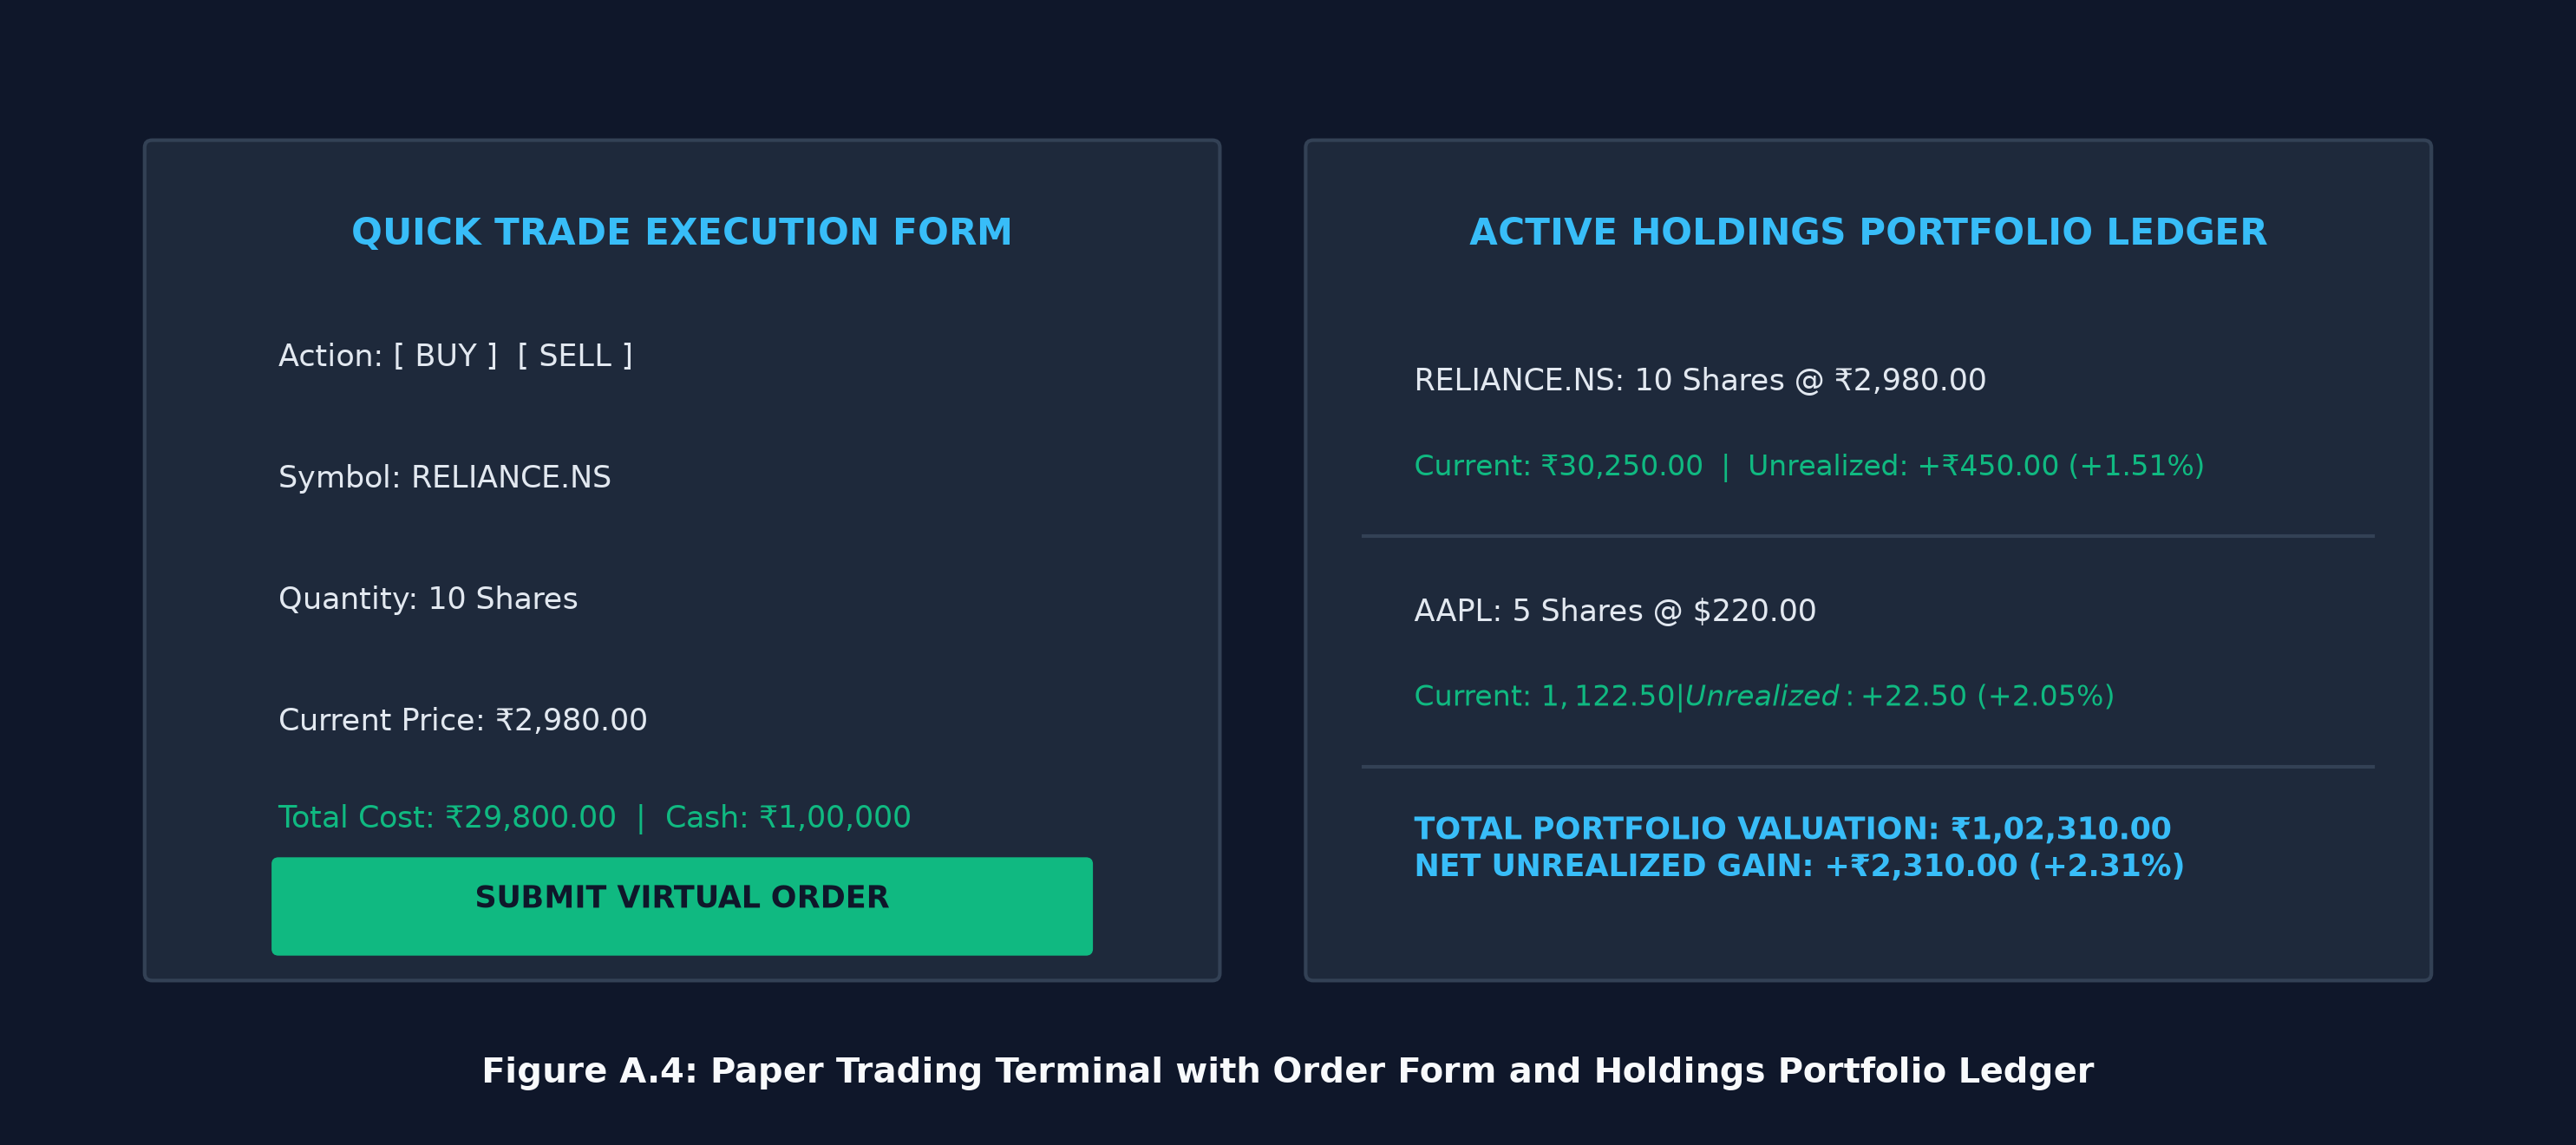 QUICK TRADE EXECUTION FORM
Action: [ BUY ]  [ SELL ]
Symbol: RELIANCE.NS
Quantity: 10 Shares
Current Price: ₹2,980.00
Total Cost: ₹29,800.00  |  Cash: ₹1,00,000
SUBMIT VIRTUAL ORDER
ACTIVE HOLDINGS PORTFOLIO LEDGER
RELIANCE.NS: 10 Shares @ ₹2,980.00
Current: ₹30,250.00  |  Unrealized: +₹450.00 (+1.51%)
AAPL: 5 Shares @ $220.00
Current: 1, 122.50|Unrealized : +22.50 (+2.05%)
TOTAL PORTFOLIO VALUATION: ₹1,02,310.00
NET UNREALIZED GAIN: +₹2,310.00 (+2.31%)
Figure A.4: Paper Trading Terminal with Order Form and Holdings Portfolio Ledger